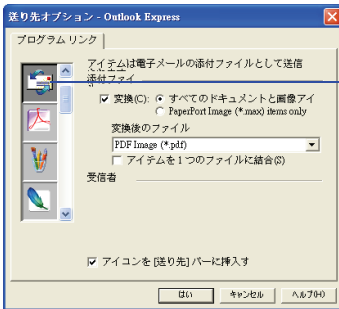 送り先オプション - Outlook Express
プログラム リンク
アイテムは電子メールの添付ファイルとして送信
添付ファイ
変換(C): すべてのドキュメントと画像アイ
PaperPort Image (*.max) items only
変換後のファイル
PDF Image (*.pdf)
アイテムを1つのファイルに結合(S)
受信者
アイコンを [送り先] バーに挿入す
はい キャンセル ヘルプ(H)